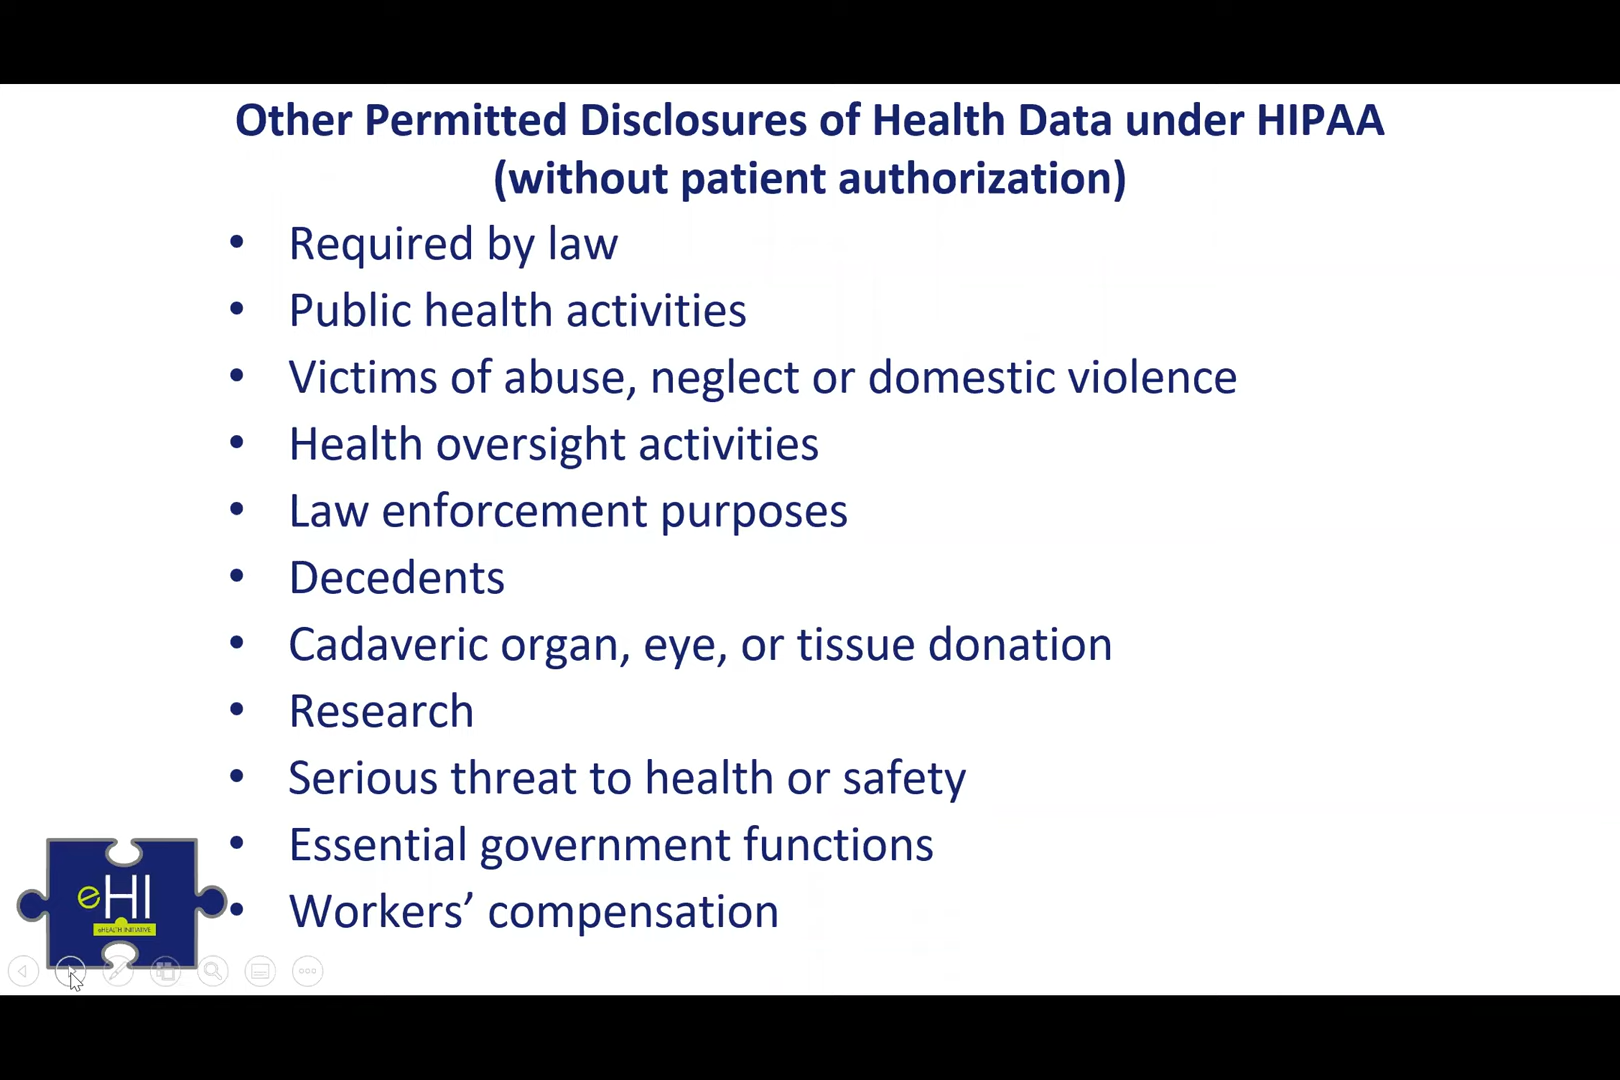 Other Permitted Disclosures of Health Data under HIPAA
(without patient authorization)
• Required by law
• Public health activities
• Victims of abuse, neglect or domestic violence
• Health oversight activities
• Law enforcement purposes
• Decedents
• Cadaveric organ, eye, or tissue donation
• Research
• Serious threat to health or safety
• Essential government functions
• Workers’ compensation
eHI
eHEALTH INITIATIVE